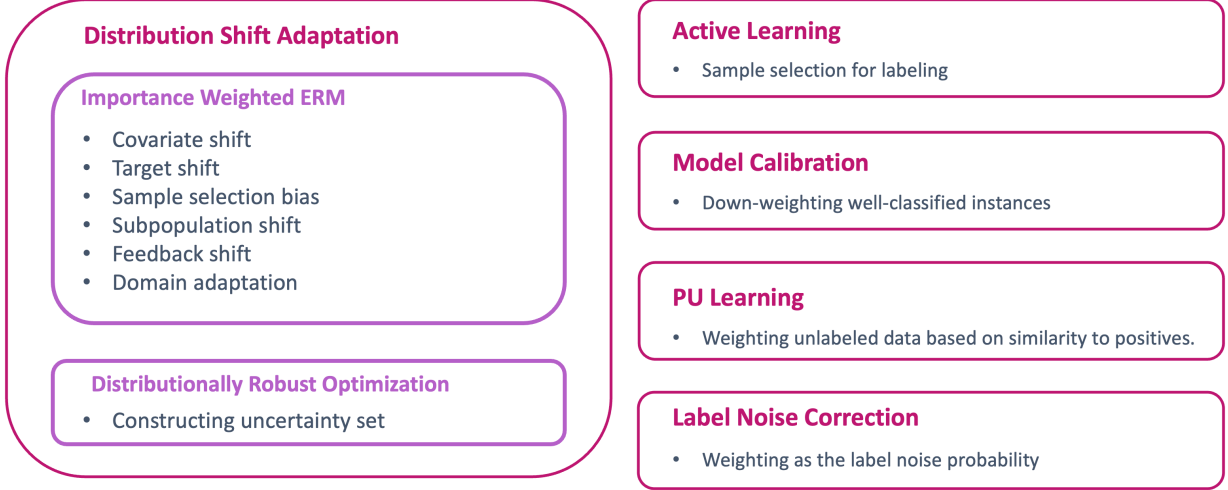 Distribution Shift Adaptation
Importance Weighted ERM
• Covariate shift
• Target shift
• Sample selection bias
• Subpopulation shift
• Feedback shift
• Domain adaptation
Distributionally Robust Optimization
• Constructing uncertainty set
Active Learning
• Sample selection for labeling
Model Calibration
• Down-weighting well-classified instances
PU Learning
• Weighting unlabeled data based on similarity to positives.
Label Noise Correction
• Weighting as the label noise probability